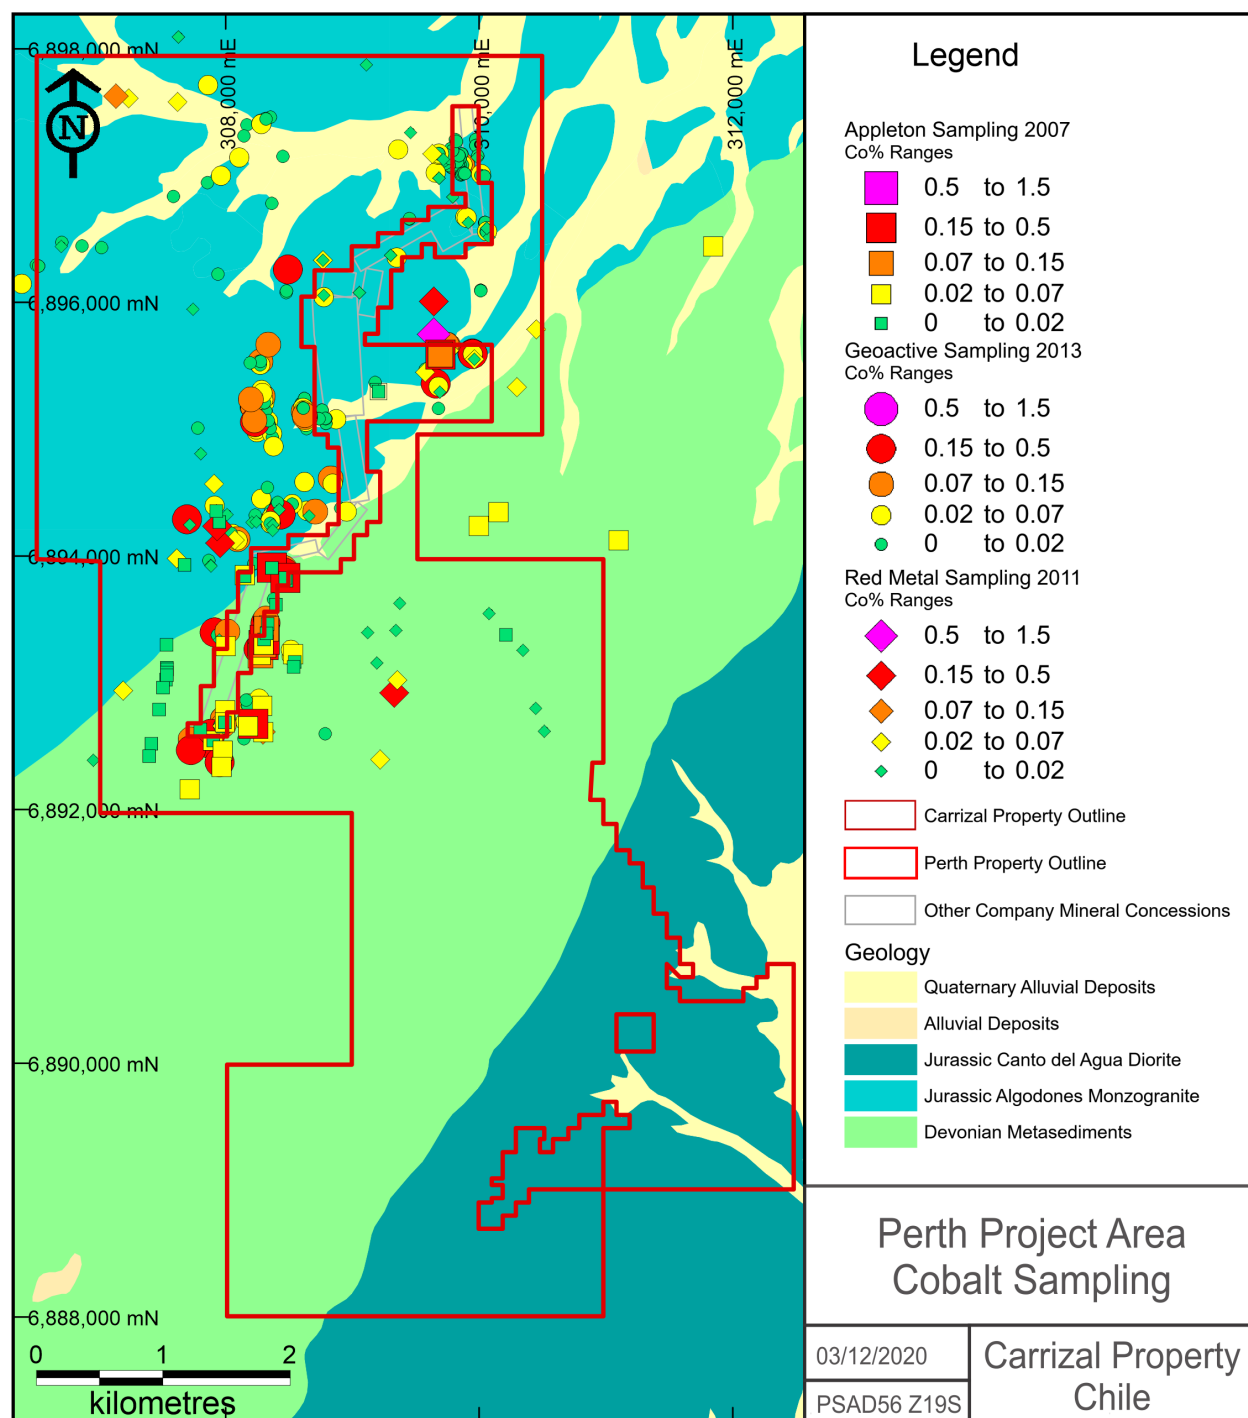 6,898,000 mN
308,000 mE
310,000 mE
312,000 mE
N
6,896,000 mN
6,894,000 mN
6,892,000 mN
6,890,000 mN
6,888,000 mN
0 1 2
kilometres
Legend
Appleton Sampling 2007
Co% Ranges
0.5 to 1.5
0.15 to 0.5
0.07 to 0.15
0.02 to 0.07
0 to 0.02
Geoactive Sampling 2013
Co% Ranges
0.5 to 1.5
0.15 to 0.5
0.07 to 0.15
0.02 to 0.07
0 to 0.02
Red Metal Sampling 2011
Co% Ranges
0.5 to 1.5
0.15 to 0.5
0.07 to 0.15
0.02 to 0.07
0 to 0.02
Carrizal Property Outline
Perth Property Outline
Other Company Mineral Concessions
Geology
Quaternary Alluvial Deposits
Alluvial Deposits
Jurassic Canto del Agua Diorite
Jurassic Algodones Monzogranite
Devonian Metasediments
Perth Project Area
Cobalt Sampling
03/12/2020
PSAD56 Z19S
Carrizal Property
Chile